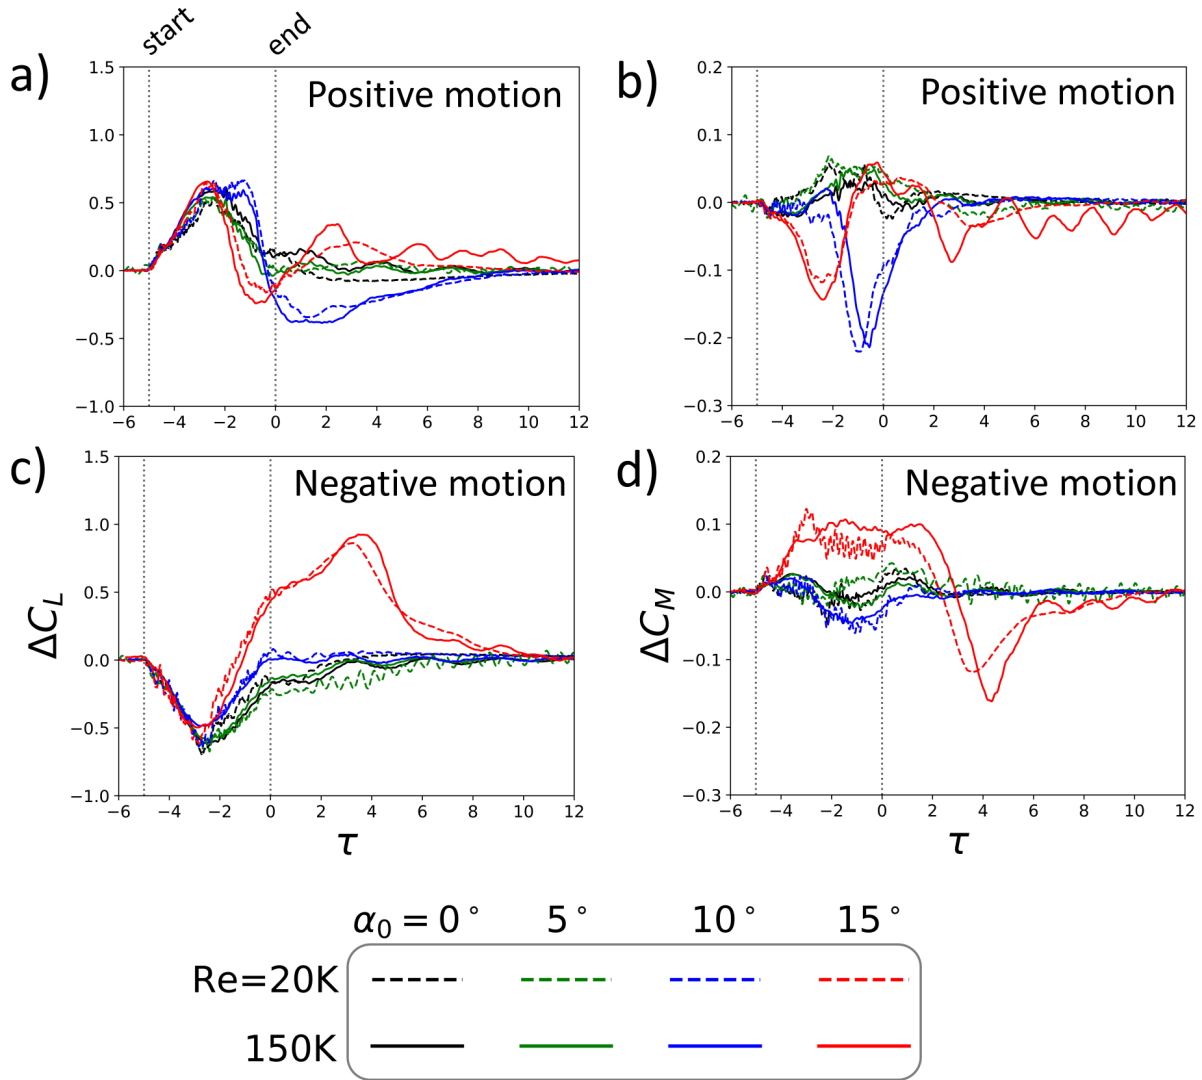 start end
a) b)
1.5 Positive motion
1.0
0.5
0.0
−0.5
−1.0
−6 −4 −2 0 2 4 6 8 10 12
0.2 Positive motion
0.1
0.0
−0.1
−0.2
−0.3
−6 −4 −2 0 2 4 6 8 10 12
c) d)
ΔC_L
1.5 Negative motion
1.0
0.5
0.0
−0.5
−1.0
−6 −4 −2 0 2 4 6 8 10 12
τ
ΔC_M
0.2 Negative motion
0.1
0.0
−0.1
−0.2
−0.3
−6 −4 −2 0 2 4 6 8 10 12
τ
α₀ = 0° 5° 10° 15°
Re=20K
150K